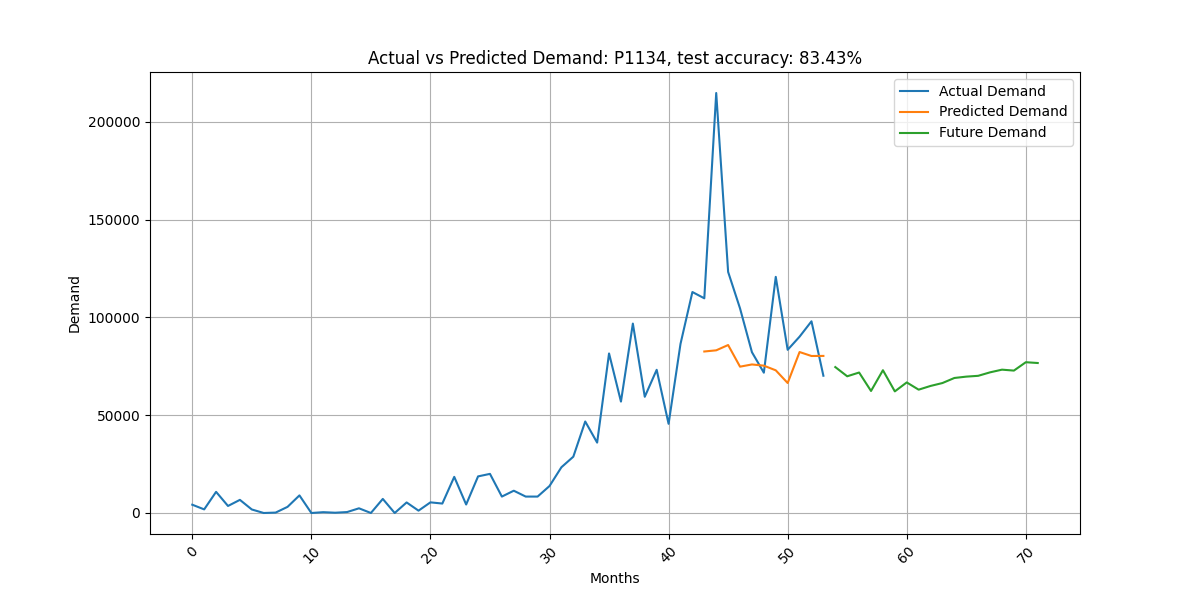 Actual vs Predicted Demand: P1134, test accuracy: 83.43%
Actual Demand
Predicted Demand
Future Demand
200000
150000
100000
50000
0
Demand
0 10 20 30 40 50 60 70
Months